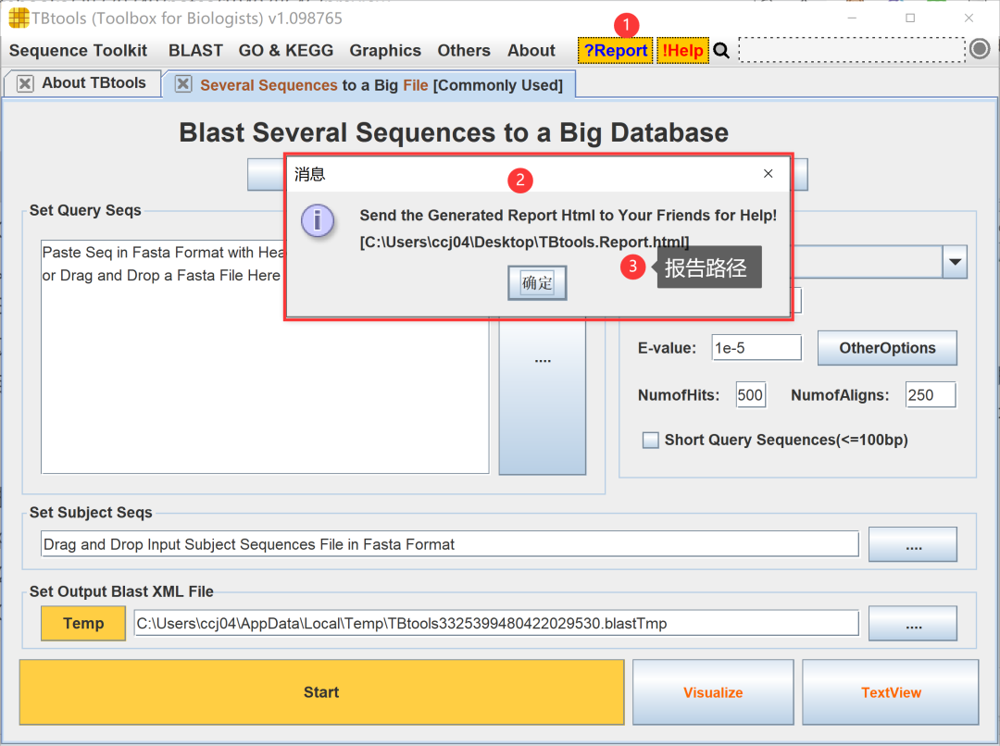 TBtools (Toolbox for Biologists) v1.098765
1
Sequence Toolkit BLAST GO & KEGG Graphics Others About ?Report !Help
About TBtools
Several Sequences to a Big File [Commonly Used]
Blast Several Sequences to a Big Database
消息
2
Send the Generated Report Html to Your Friends for Help!
[C:\Users\ccj04\Desktop\TBtools.Report.html]
3
报告路径
确定
Set Query Seqs
Paste Seq in Fasta Format with Hea
or Drag and Drop a Fasta File Here
....
E-value: 1e-5 OtherOptions
NumofHits: 500 NumofAligns: 250
Short Query Sequences(<=100bp)
Set Subject Seqs
Drag and Drop Input Subject Sequences File in Fasta Format ....
Set Output Blast XML File
Temp C:\Users\ccj04\AppData\Local\Temp\TBtools3325399480422029530.blastTmp ....
Start Visualize TextView